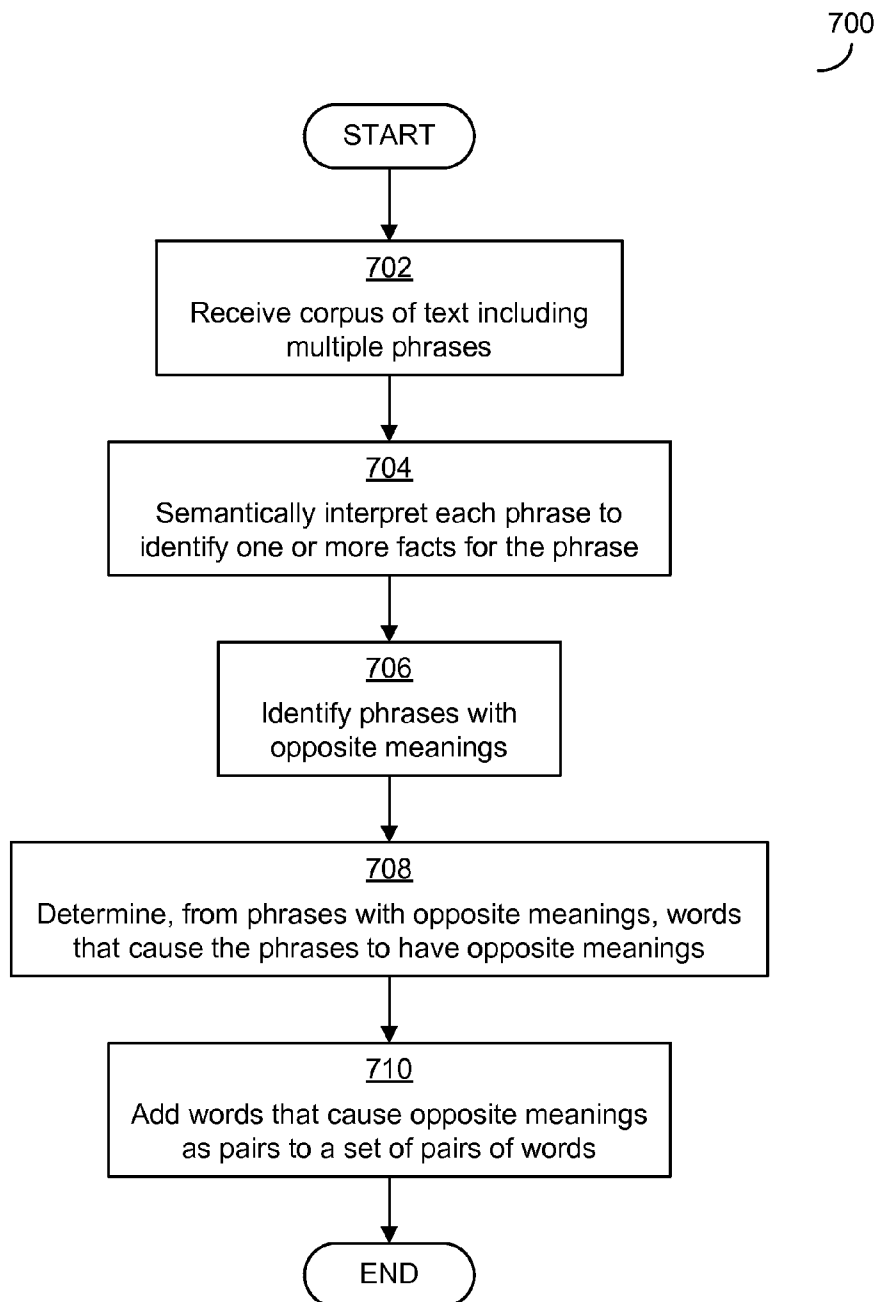 700
START
702
Receive corpus of text including
multiple phrases
704
Semantically interpret each phrase to
identify one or more facts for the phrase
706
Identify phrases with
opposite meanings
708
Determine, from phrases with opposite meanings, words
that cause the phrases to have opposite meanings
710
Add words that cause opposite meanings
as pairs to a set of pairs of words
END